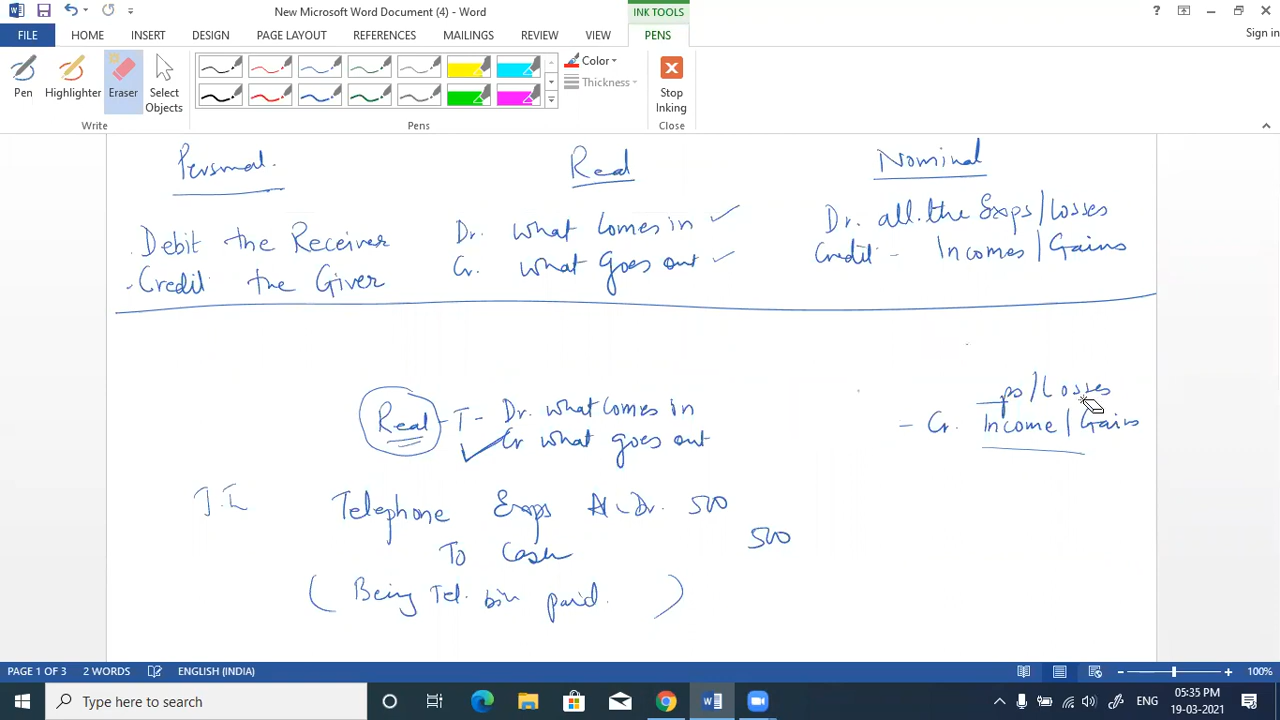 New Microsoft Word Document (4) - Word
INK TOOLS
? 
Sign in
FILE HOME INSERT DESIGN PAGE LAYOUT REFERENCES MAILINGS REVIEW VIEW PENS
Pen Highlighter Eraser Select Objects
Color
Thickness
Stop Inking
Write Pens Close
Personal. Real Nominal
Debit the Receiver
Credit the Giver
Dr. what Comes in
Cr. what Goes out
Dr. all the Exps/Losses
Credit - Incomes/Gains
Real - T - Dr. what Comes in
Cr what goes out
ps/Losses
- Cr. Income/Gains
Telephone Exps A/c Dr. 500
To Cash 500
(Being Tel. bill paid. )
PAGE 1 OF 3 2 WORDS ENGLISH (INDIA) 100%
Type here to search
ENG
05:35 PM
19-03-2021